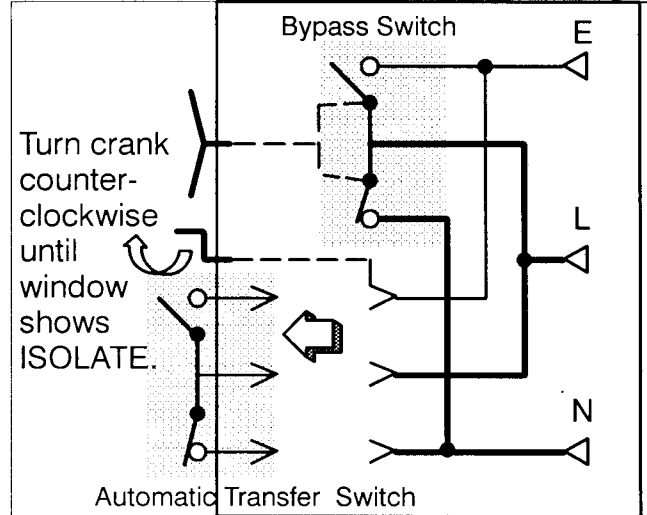 Bypass Switch
E
Turn crank
counter-
clockwise
until
window
shows
ISOLATE.
L
N
Automatic Transfer Switch